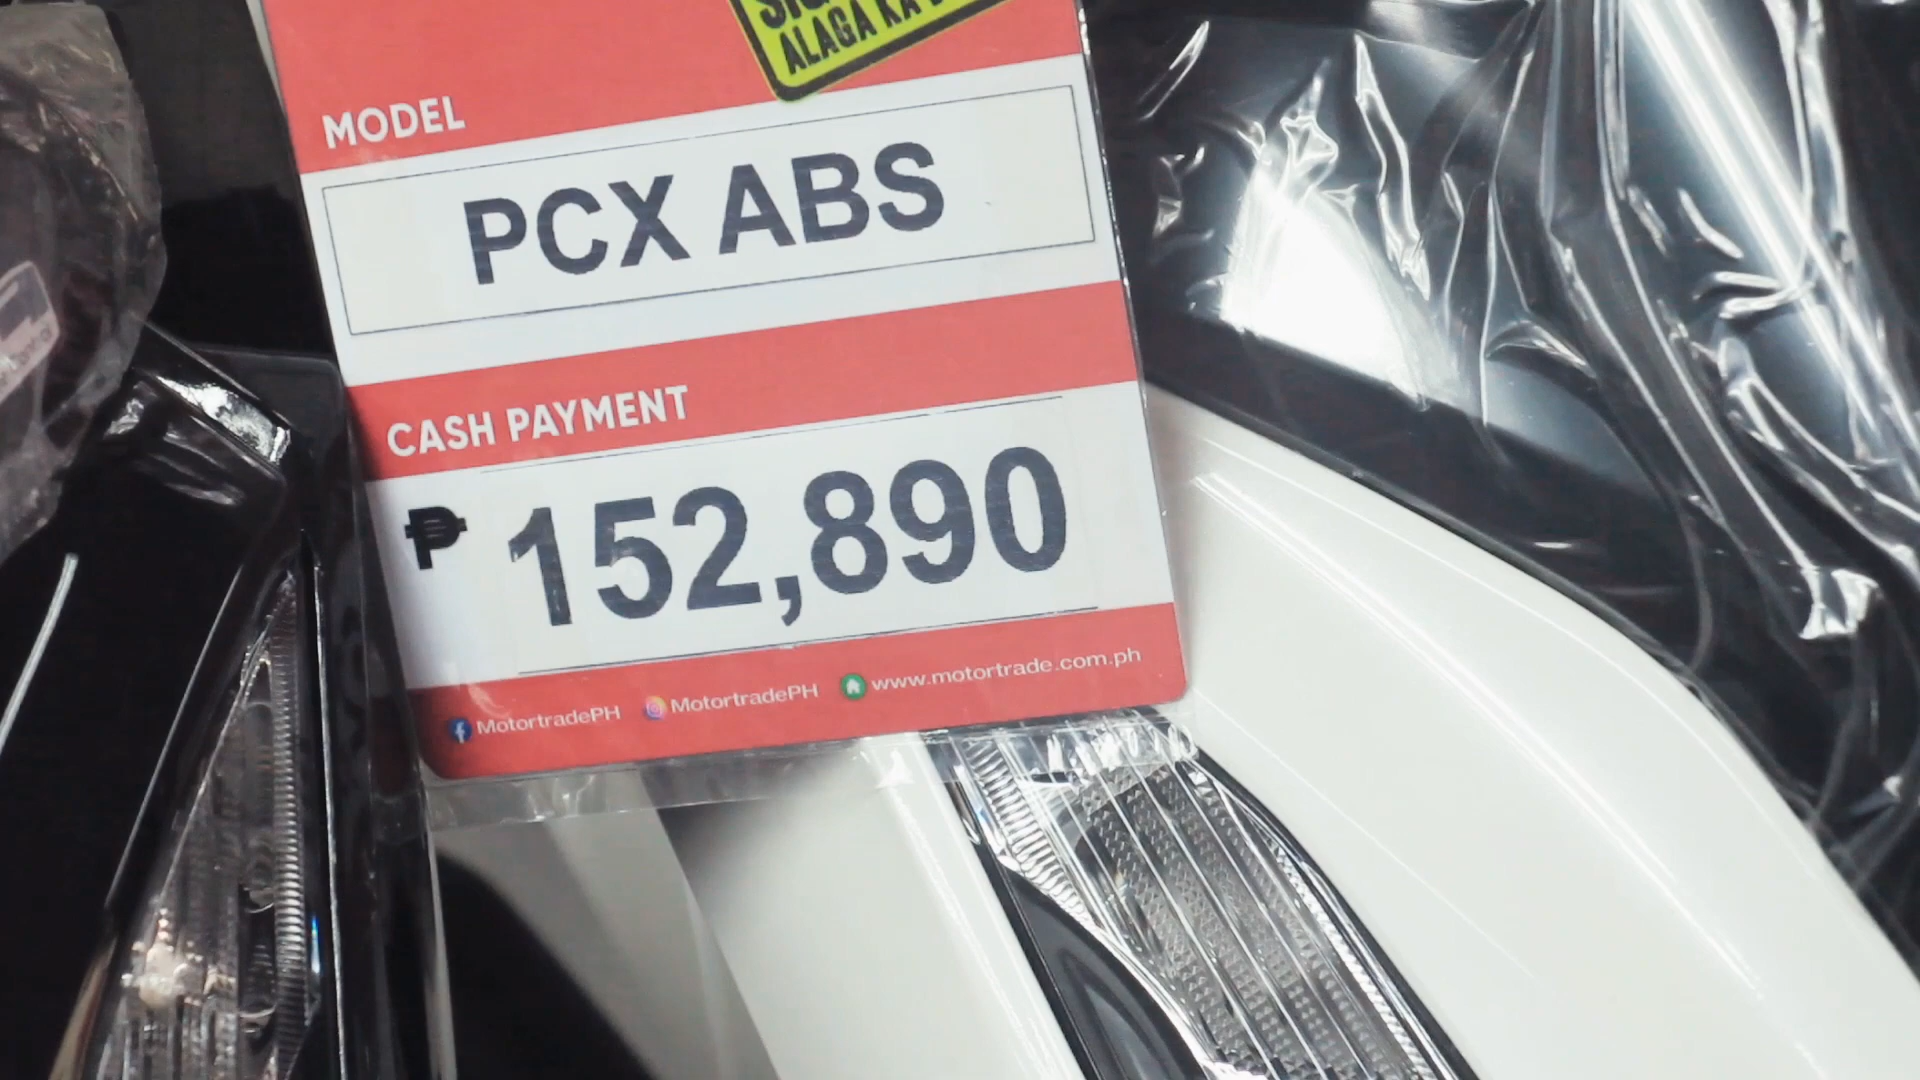 ALAGA KA
MODEL
PCX ABS
CASH PAYMENT
₱ 152,890
MotortradePH MotortradePH www.motortrade.com.ph